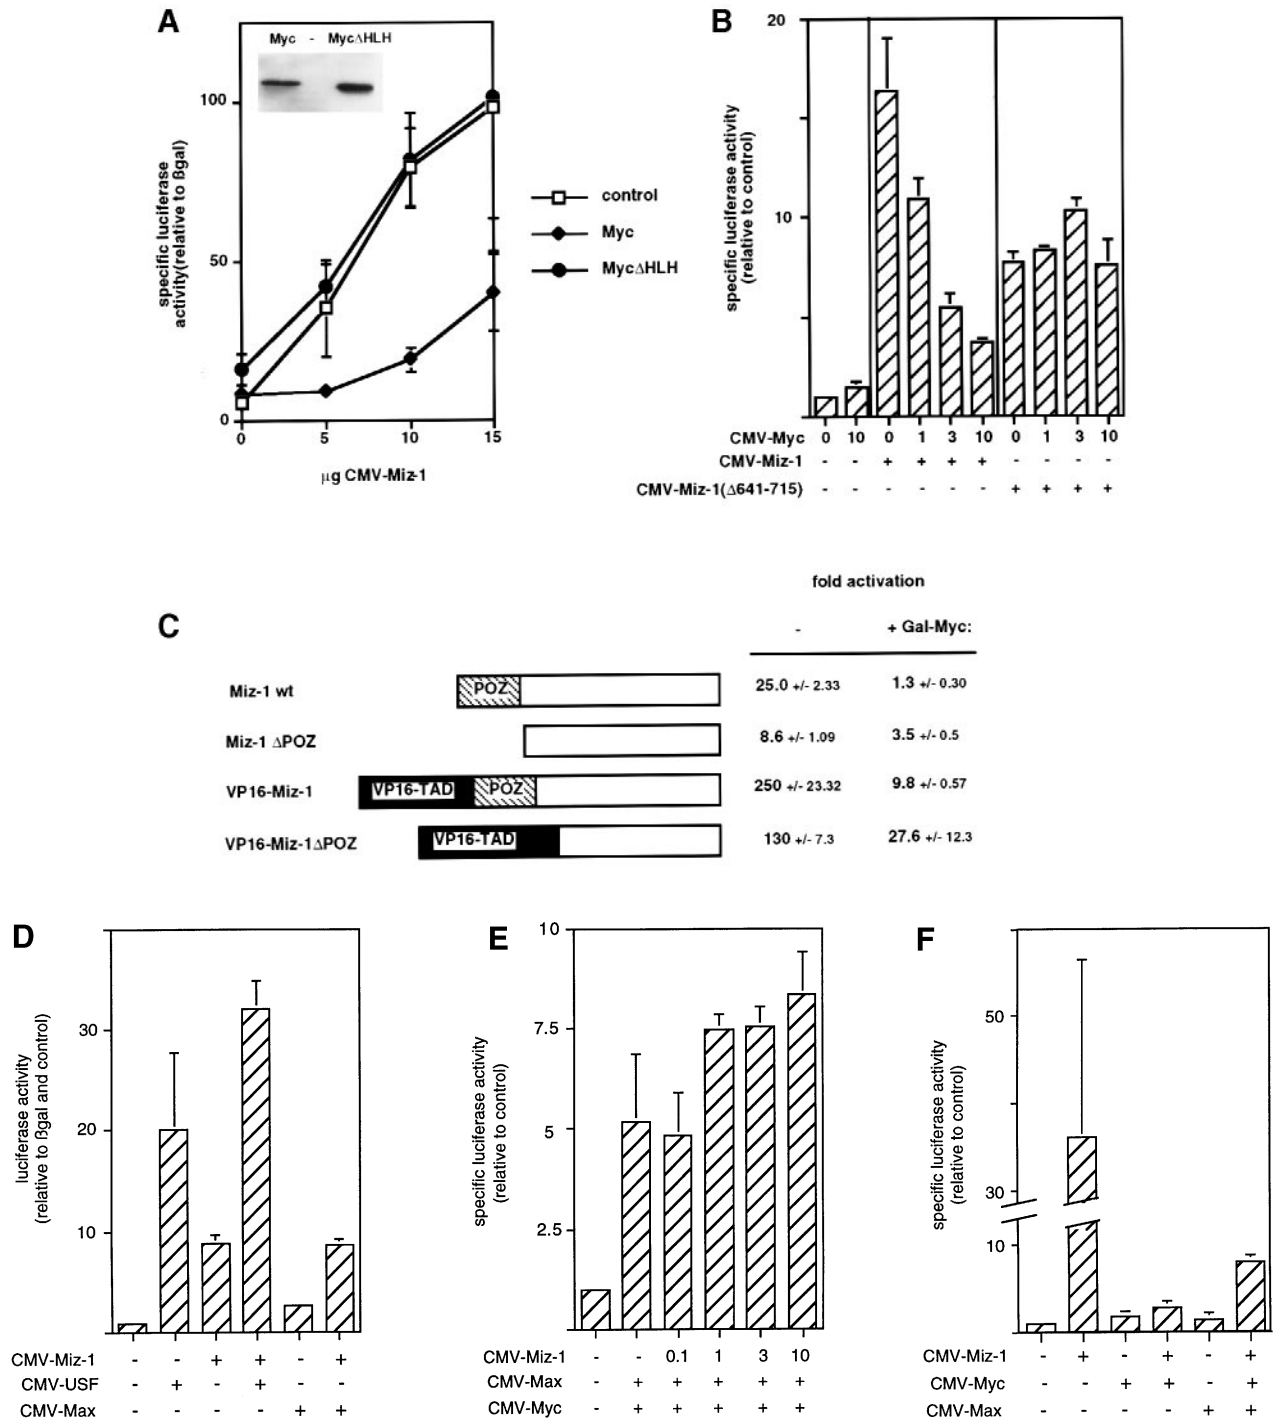 A
Myc - MycΔHLH
100
50
0
0 5 10 15
specific luciferase
activity(relative to ßgal)
µg CMV-Miz-1
control
Myc
MycΔHLH
B
20
10
specific luciferase activity
(relative to control)
CMV-Myc 0 10 0 1 3 10 0 1 3 10
CMV-Miz-1 - - + + + + - - - -
CMV-Miz-1(Δ641-715) - - - - - - + + + +
C
fold activation
- + Gal-Myc:
Miz-1 wt POZ 25.0 +/- 2.33 1.3 +/- 0.30
Miz-1 ΔPOZ 8.6 +/- 1.09 3.5 +/- 0.5
VP16-Miz-1 VP16-TAD POZ 250 +/- 23.32 9.8 +/- 0.57
VP16-Miz-1ΔPOZ VP16-TAD 130 +/- 7.3 27.6 +/- 12.3
D
30
20
10
luciferase activity
(relative to ßgal and control)
CMV-Miz-1 - - + + - +
CMV-USF - + - + - -
CMV-Max - - - - + +
E
10
7.5
5
2.5
specific luciferase activity
(relative to control)
CMV-Miz-1 - - 0.1 1 3 10
CMV-Max - + + + + +
CMV-Myc - + + + + +
F
50
30
10
specific luciferase activity
(relative to control)
CMV-Miz-1 - + - + - +
CMV-Myc - - + + - +
CMV-Max - - - - + +